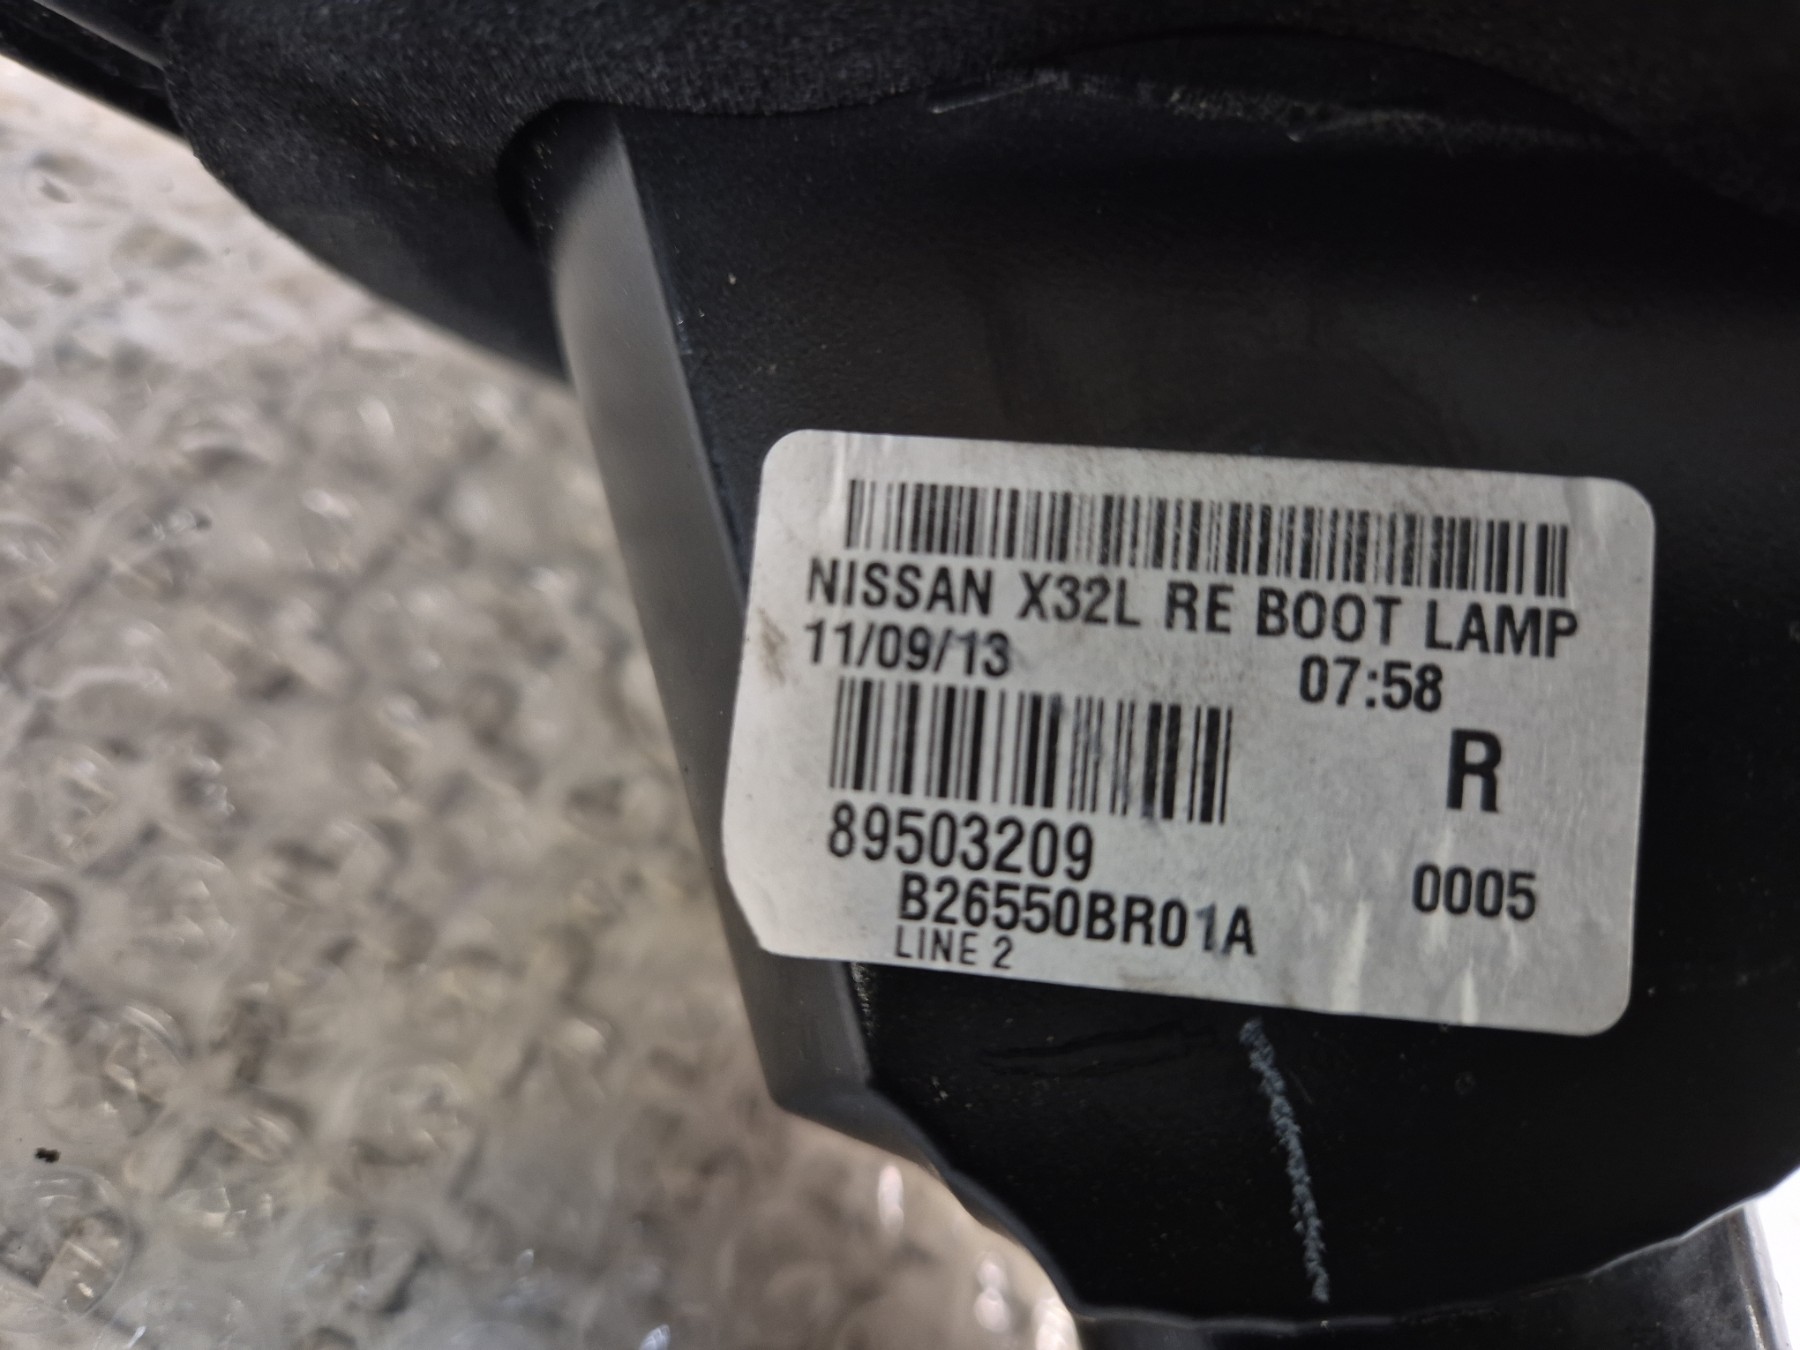 NISSAN X32L RE BOOT LAMP
11/09/13 07:58
R
89503209
0005
B26550BR01A
LINE 2